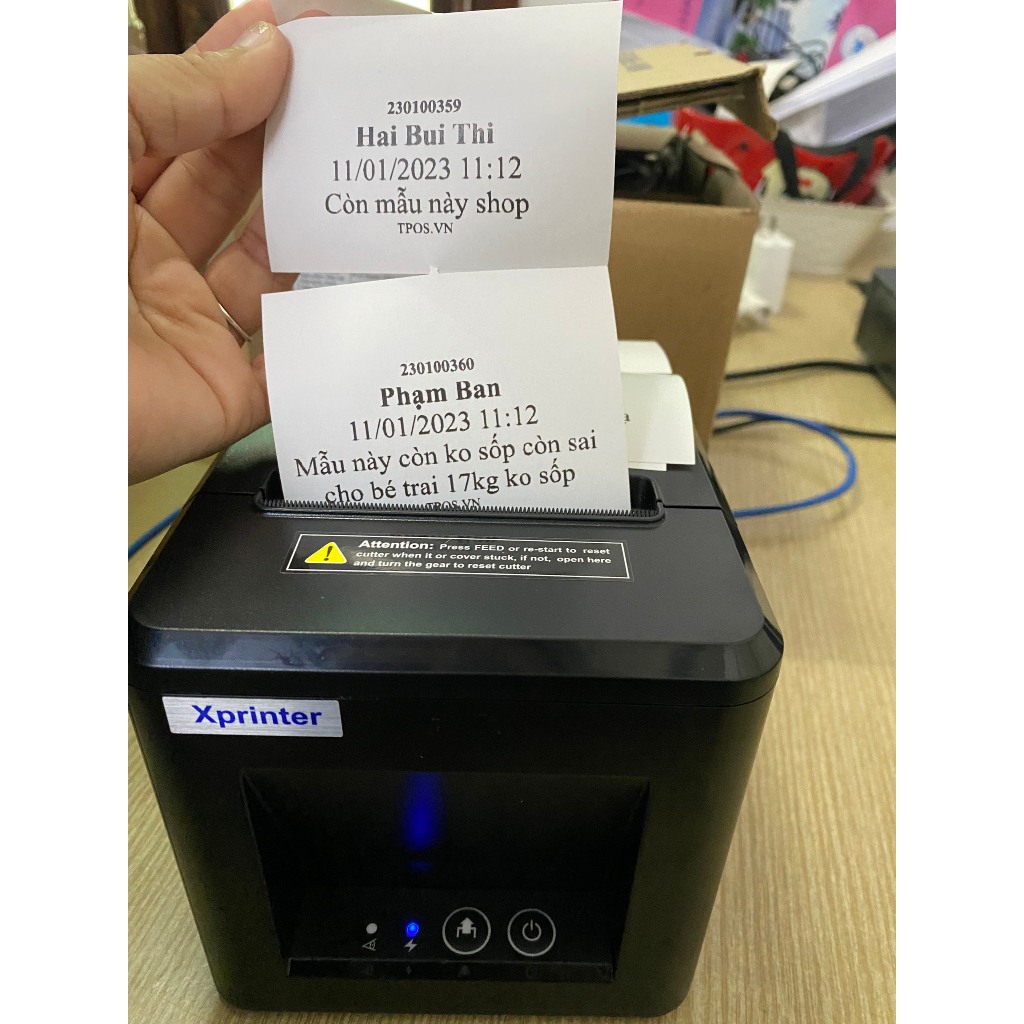 230100359
Hai Bui Thi
11/01/2023 11:12
Còn mẫu này shop
TPOS.VN
230100360
Phạm Ban
11/01/2023 11:12
Mẫu này còn ko sốp còn sai
cho bé trai 17kg ko sốp
TPOS.VN
Attention: Press FEED or re-start to reset
cutter when it or cover stuck, if not, open here
and turn the gear to reset cutter
Xprinter